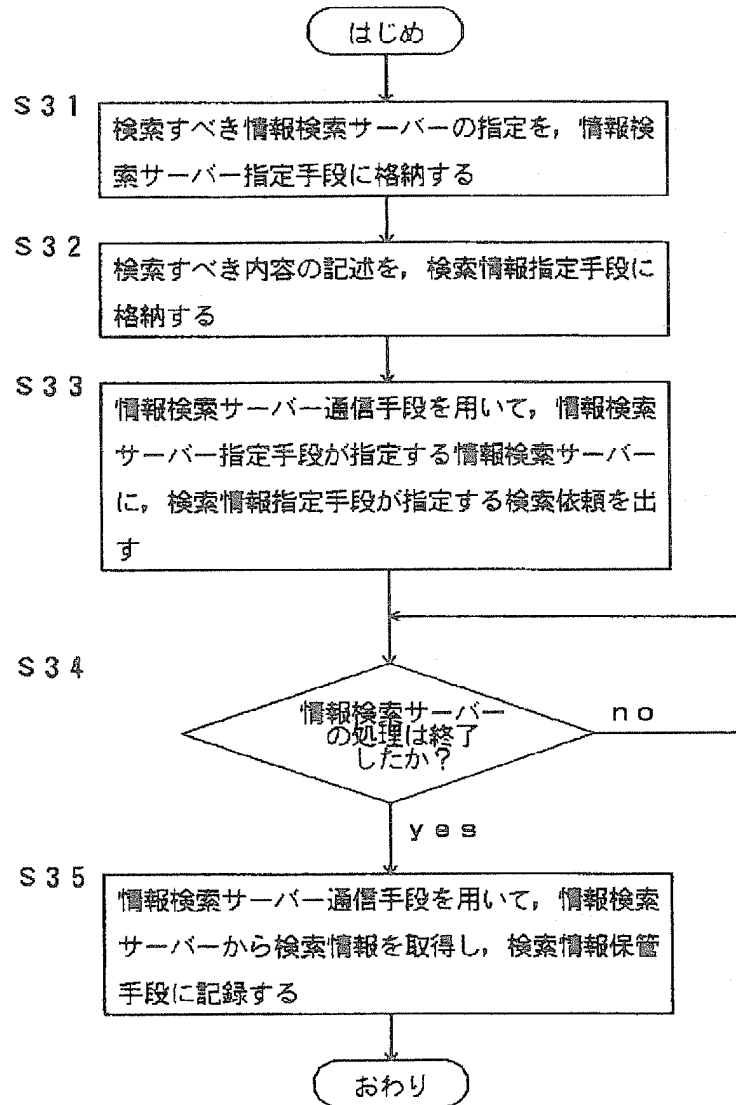 はじめ
S31
検索すべき情報検索サーバーの指定を，情報検
索サーバー指定手段に格納する
S32
検索すべき内容の記述を，検索情報指定手段に
格納する
S33
情報検索サーバー通信手段を用いて，情報検索
サーバー指定手段が指定する情報検索サーバー
に，検索情報指定手段が指定する検索依頼を出
す
S34
情報検索サーバー
の処理は終了
したか？
no
yes
S35
情報検索サーバー通信手段を用いて，情報検索
サーバーから検索情報を取得し，検索情報保管
手段に記録する
おわり